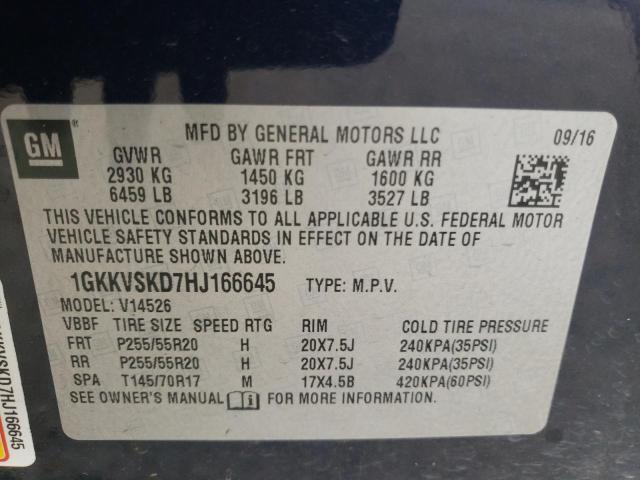 GM
MFD BY GENERAL MOTORS LLC 09/16
GVWR GAWR FRT GAWR RR
2930 KG 1450 KG 1600 KG
6459 LB 3196 LB 3527 LB
THIS VEHICLE CONFORMS TO ALL APPLICABLE U.S. FEDERAL MOTOR
VEHICLE SAFETY STANDARDS IN EFFECT ON THE DATE OF
MANUFACTURE SHOWN ABOVE.
1GKKVSKD7HJ166645 TYPE: M.P.V.
MODEL: V14526
VBBF TIRE SIZE SPEED RTG RIM COLD TIRE PRESSURE
FRT P255/55R20 H 20X7.5J 240KPA(35PSI)
RR P255/55R20 H 20X7.5J 240KPA(35PSI)
SPA T145/70R17 M 17X4.5B 420KPA(60PSI)
SEE OWNER'S MANUAL FOR MORE INFORMATION.
KKVSKD7HJ166645